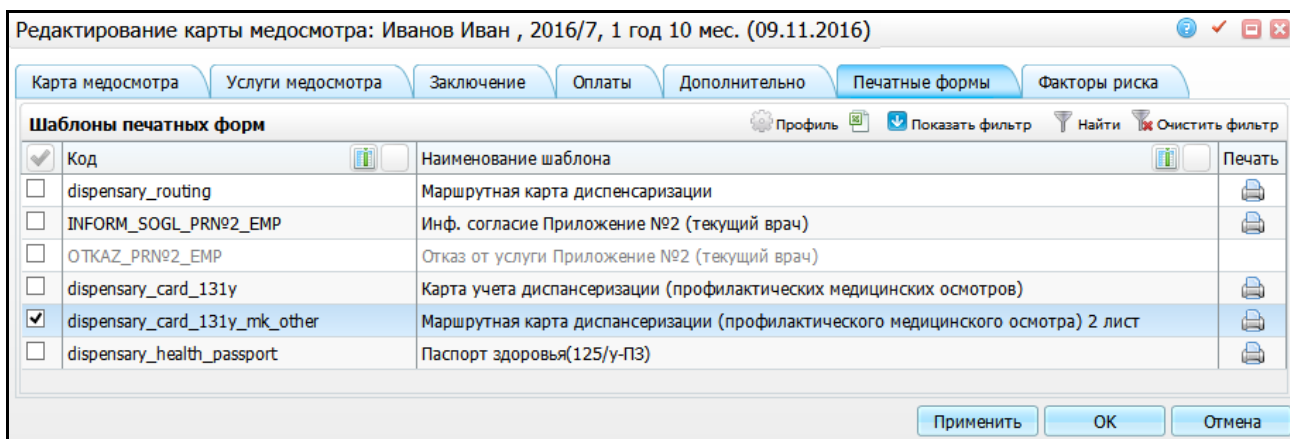 Редактирование карты медосмотра: Иванов Иван , 2016/7, 1 год 10 мес. (09.11.2016)
Карта медосмотра Услуги медосмотра Заключение Оплаты Дополнительно Печатные формы Факторы риска
Шаблоны печатных форм Профиль Показать фильтр Найти Очистить фильтр
Код Наименование шаблона Печать
dispensary_routing Маршрутная карта диспенсаризации
INFORM_SOGL_PR№2_EMP Инф. согласие Приложение №2 (текущий врач)
OTKAZ_PR№2_EMP Отказ от услуги Приложение №2 (текущий врач)
dispensary_card_131y Карта учета диспансеризации (профилактических медицинских осмотров)
dispensary_card_131y_mk_other Маршрутная карта диспансеризации (профилактического медицинского осмотра) 2 лист
dispensary_health_passport Паспорт здоровья(125/у-ПЗ)
Применить ОК Отмена